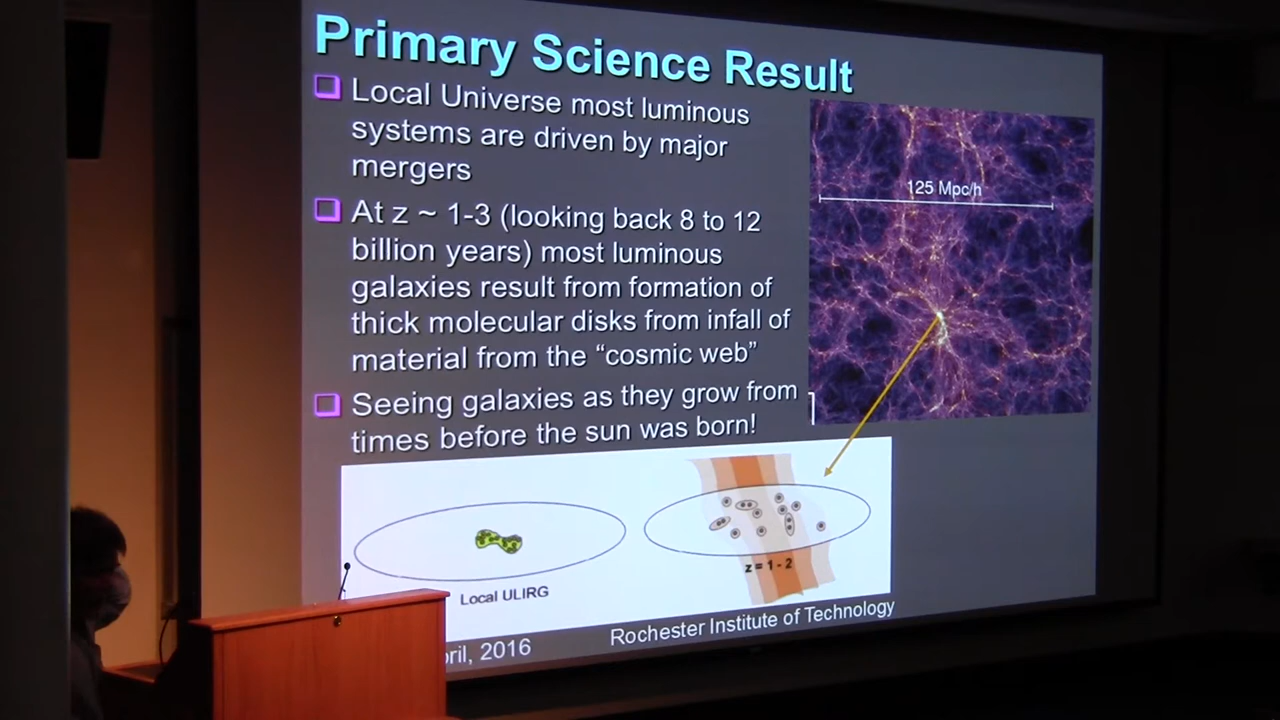 Primary Science Result
Local Universe most luminous
systems are driven by major
mergers
At z ~ 1-3 (looking back 8 to 12
billion years) most luminous
galaxies result from formation of
thick molecular disks from infall of
material from the “cosmic web”
Seeing galaxies as they grow from
times before the sun was born!
125 Mpc/h
Local ULIRG
z = 1 - 2
ril, 2016
Rochester Institute of Technology